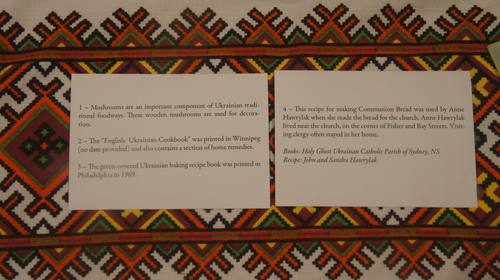 1 – Mushrooms are an important component of Ukrainian tradi-
tional foodways. These wooden mushrooms are used for decora-
tion.
2 – The "English- Ukrainian Cookbook" was printed in Winnipeg
(no date provided) and also contains a section of home remedies.
3 – The green-covered Ukrainian baking recipe book was printed in
Philadelphia in 1969.
4 – This recipe for making Communion Bread was used by Anne
Hawrylak when she made the bread for the church. Anne Hawrylak
lived near the church, on the corner of Fisher and Bay Streets. Visit-
ing clergy often stayed in her home.
Books: Holy Ghost Ukrainan Catholic Parish of Sydney, NS
Recipe: John and Sandra Hawrylak